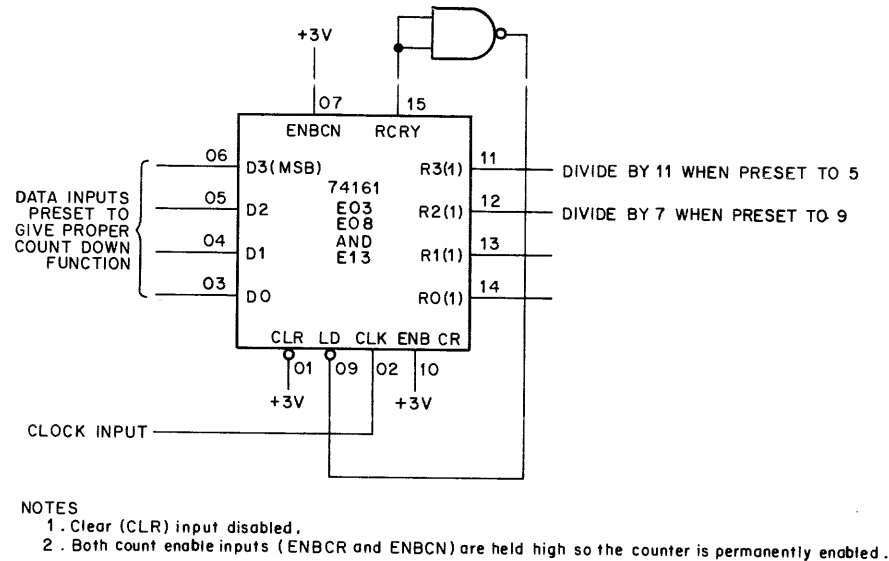 +3V
07
15
ENBCN
RCRY
06
D3(MSB)
R3(1)
11
DIVIDE BY 11 WHEN PRESET TO 5
DATA INPUTS
PRESET TO
GIVE PROPER
COUNT DOWN
FUNCTION
05
D2
74161
E03
E08
AND
E13
R2(1)
12
DIVIDE BY 7 WHEN PRESET TO 9
04
D1
R1(1)
13
03
D0
R0(1)
14
CLR
LD
CLK
ENB CR
01
09
02
10
+3V
+3V
CLOCK INPUT
NOTES
1. Clear (CLR) input disabled.
2. Both count enable inputs (ENBCR and ENBCN) are held high so the counter is permanently enabled.